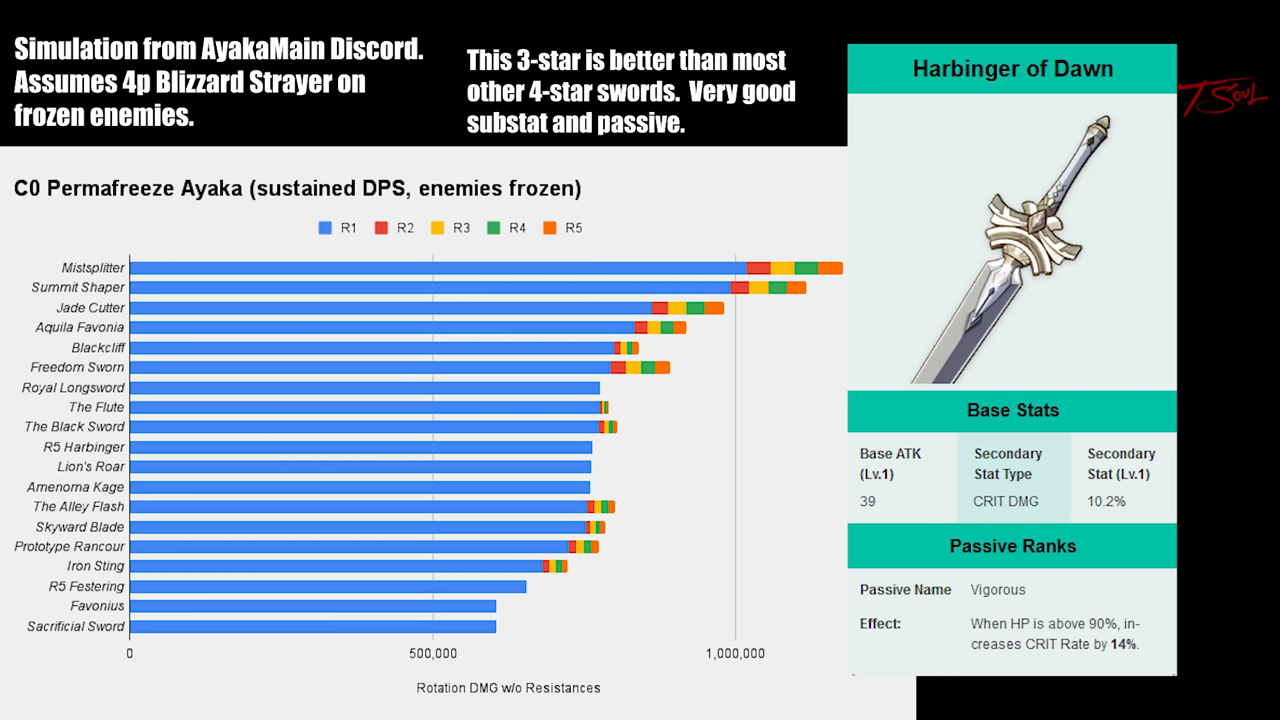 Simulation from AyakaMain Discord.
Assumes 4p Blizzard Strayer on
frozen enemies.
This 3-star is better than most
other 4-star swords. Very good
substat and passive.
TSOUL
C0 Permafreeze Ayaka (sustained DPS, enemies frozen)
R1 R2 R3 R4 R5
Mistsplitter
Summit Shaper
Jade Cutter
Aquila Favonia
Blackcliff
Freedom Sworn
Royal Longsword
The Flute
The Black Sword
R5 Harbinger
Lion's Roar
Amenoma Kage
The Alley Flash
Skyward Blade
Prototype Rancour
Iron Sting
R5 Festering
Favonius
Sacrificial Sword
0 500,000 1,000,000
Rotation DMG w/o Resistances
Harbinger of Dawn
Base Stats
Base ATK
(Lv.1)
39
Secondary
Stat Type
CRIT DMG
Secondary
Stat (Lv.1)
10.2%
Passive Ranks
Passive Name Vigorous
Effect: When HP is above 90%, in-
creases CRIT Rate by 14%.